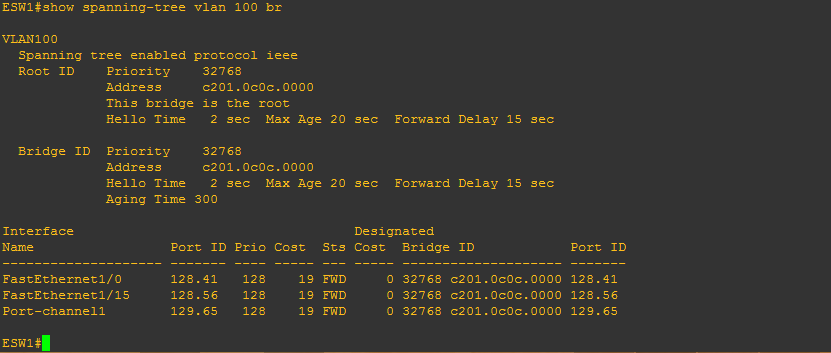 ESW1#show spanning-tree vlan 100 br
VLAN100
  Spanning tree enabled protocol ieee
  Root ID    Priority    32768
             Address     c201.0c0c.0000
             This bridge is the root
             Hello Time   2 sec  Max Age 20 sec  Forward Delay 15 sec
  Bridge ID  Priority    32768
             Address     c201.0c0c.0000
             Hello Time   2 sec  Max Age 20 sec  Forward Delay 15 sec
             Aging Time 300
Interface                                   Designated
Name                 Port ID Prio Cost  Sts Cost  Bridge ID            Port ID
-------------------- ------- ---- ----- --- ----- -------------------- -------
FastEthernet1/0      128.41   128    19 FWD     0 32768 c201.0c0c.0000 128.41
FastEthernet1/15     128.56   128    19 FWD     0 32768 c201.0c0c.0000 128.56
Port-channel1        129.65   128    19 FWD     0 32768 c201.0c0c.0000 129.65
ESW1#